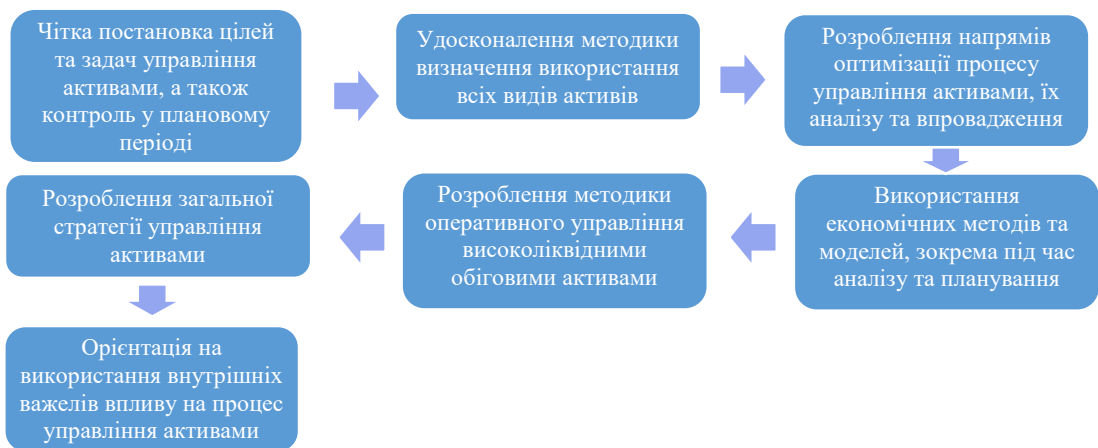 Чітка постановка цілей
та задач управління
активами, а також
контроль у плановому
періоді
Удосконалення методики
визначення використання
всіх видів активів
Розроблення напрямів
оптимізації процесу
управління активами, їх
аналізу та впровадження
Використання
економічних методів та
моделей, зокрема під час
аналізу та планування
Розроблення методики
оперативного управління
високоліквідними
обіговими активами
Розроблення загальної
стратегії управління
активами
Орієнтація на
використання внутрішніх
важелів впливу на процес
управління активами